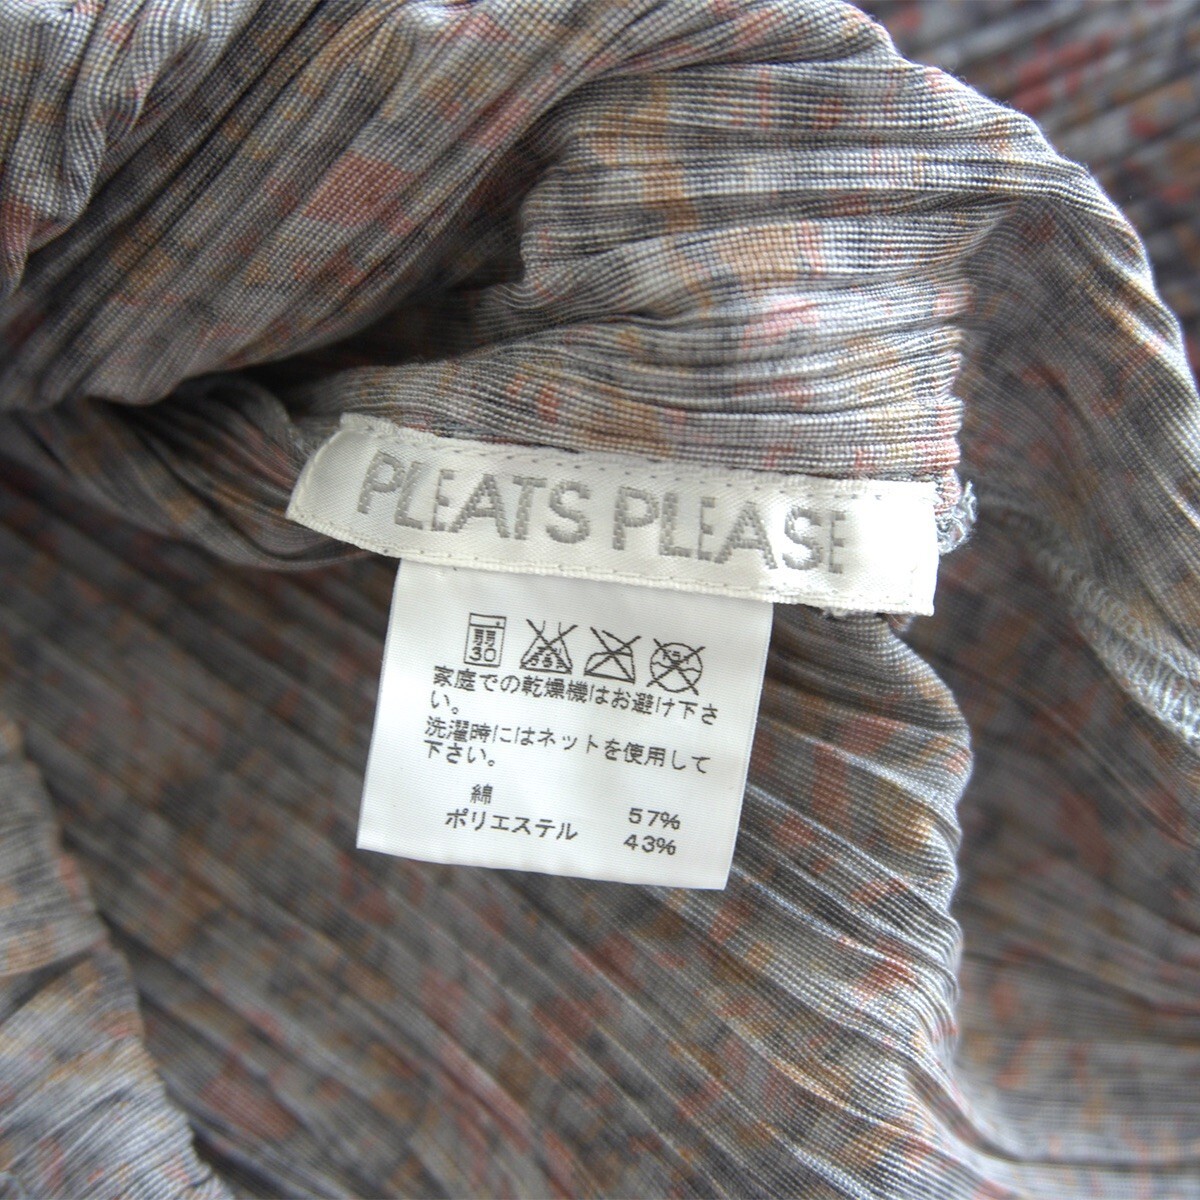 PLEATS PLEASE
弱
30
家庭での乾燥機はお避け下さ
い。
洗濯時にはネットを使用して
下さい。
綿 57%
ポリエステル 43%